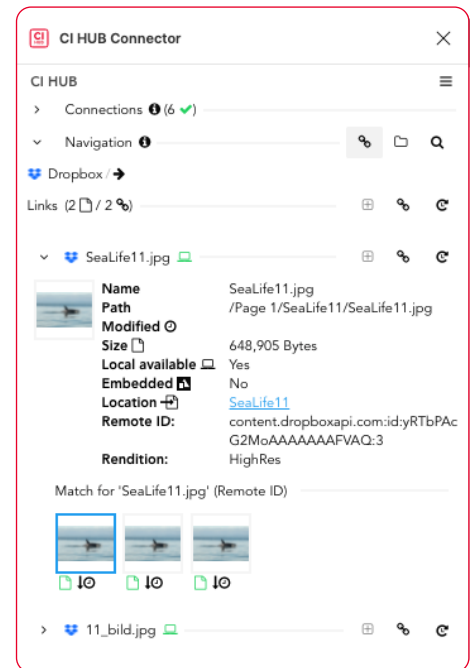 CI HUB CI HUB Connector
CI HUB
Connections (6 ✔)
Navigation
Dropbox /
Links (2 / 2 )
SeaLife11.jpg
Name SeaLife11.jpg
Path /Page 1/SeaLife11/SeaLife11.jpg
Modified
Size 648,905 Bytes
Local available Yes
Embedded No
Location SeaLife11
Remote ID: content.dropboxapi.com:id:yRTbPAc
G2MoAAAAAAAFVAQ:3
Rendition: HighRes
Match for 'SeaLife11.jpg' (Remote ID)
11_bild.jpg